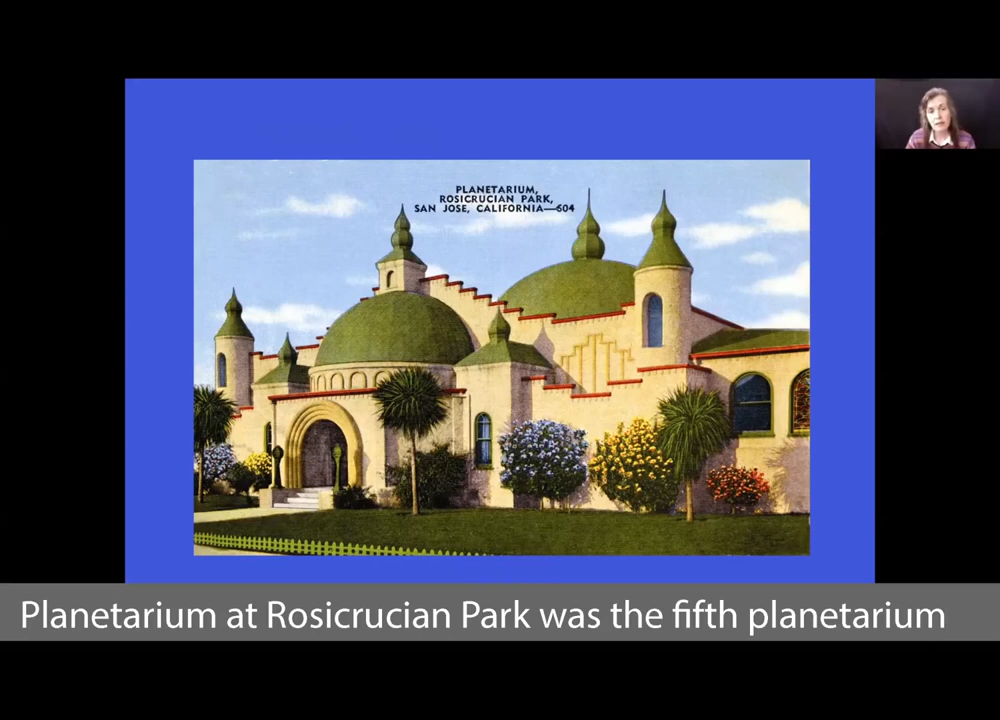 PLANETARIUM,
ROSICRUCIAN PARK,
SAN JOSE, CALIFORNIA—604
Planetarium at Rosicrucian Park was the fifth planetarium